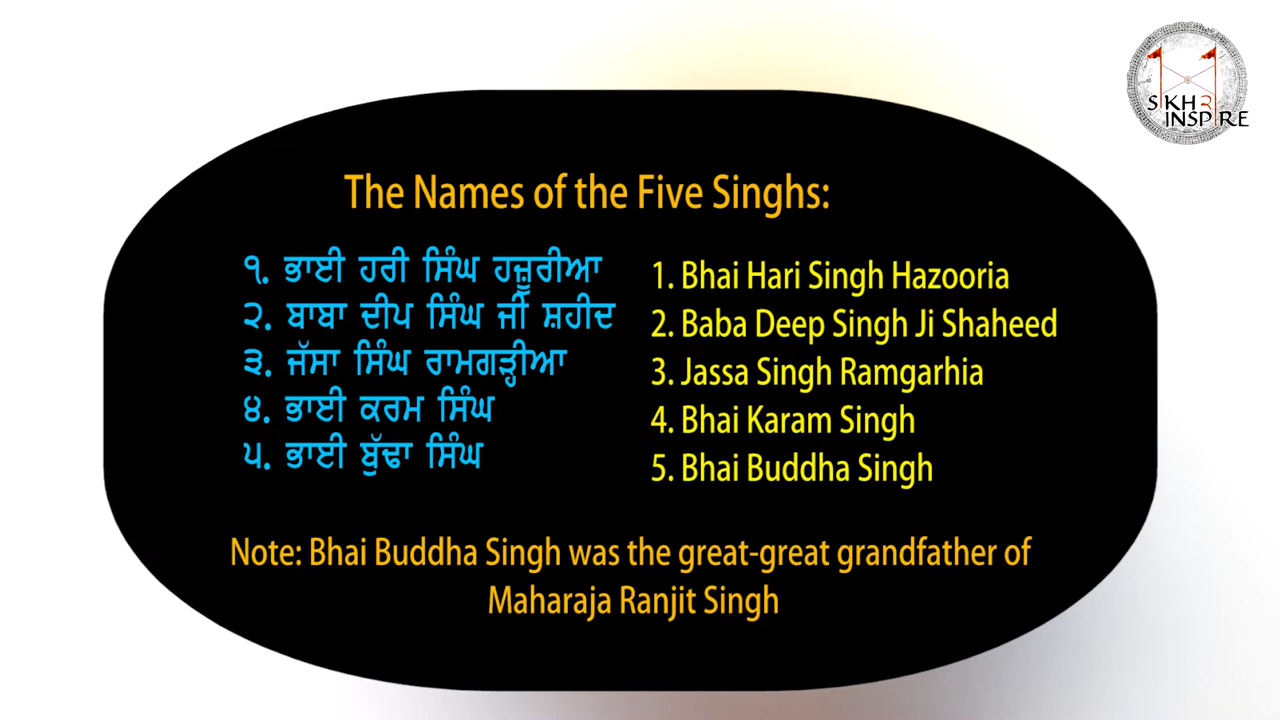 SIKH INSPIRE
The Names of the Five Singhs:
੧. ਭਾਈ ਹਰੀ ਸਿੰਘ ਹਜ਼ੂਰੀਆ
੨. ਬਾਬਾ ਦੀਪ ਸਿੰਘ ਜੀ ਸ਼ਹੀਦ
੩. ਜੱਸਾ ਸਿੰਘ ਰਾਮਗੜ੍ਹੀਆ
੪. ਭਾਈ ਕਰਮ ਸਿੰਘ
੫. ਭਾਈ ਬੁੱਢਾ ਸਿੰਘ
1. Bhai Hari Singh Hazooria
2. Baba Deep Singh Ji Shaheed
3. Jassa Singh Ramgarhia
4. Bhai Karam Singh
5. Bhai Buddha Singh
Note: Bhai Buddha Singh was the great-great grandfather of
Maharaja Ranjit Singh